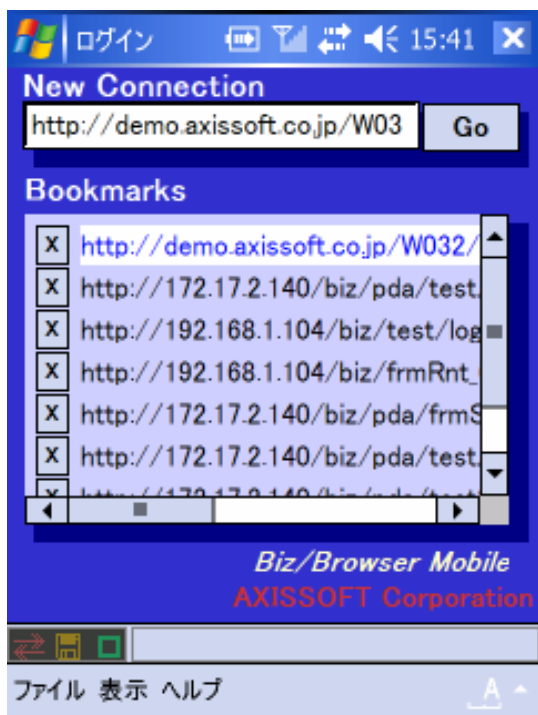 ログイン 15:41
New Connection
http://demo.axissoft.co.jp/W03 Go
Bookmarks
X http://demo.axissoft.co.jp/W032/
X http://172.17.2.140/biz/pda/test.
X http://192.168.1.104/biz/test/log
X http://192.168.1.104/biz/frmRnt_
X http://172.17.2.140/biz/pda/frmS
X http://172.17.2.140/biz/pda/test.
Biz/Browser Mobile
AXISSOFT Corporation
ファイル 表示 ヘルプ A